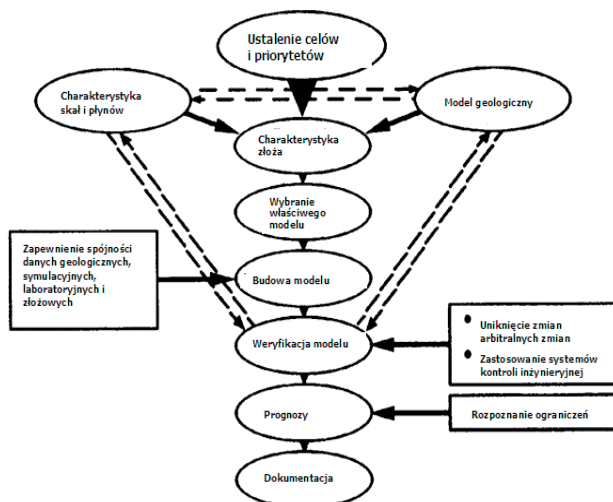 Ustalenie celów
i priorytetów
Charakterystyka
skał i płynów
Model geologiczny
Charakterystyka
złoża
Wybranie
właściwego
modelu
Zapewnienie spójności
danych geologicznych,
symulacyjnych,
laboratoryjnych i
złożowych
Budowa modelu
Weryfikacja modelu
Uniknięcie zmian
arbitralnych zmian
Zastosowanie systemów
kontroli inżynieryjnej
Prognozy
Rozpoznanie ograniczeń
Dokumentacja